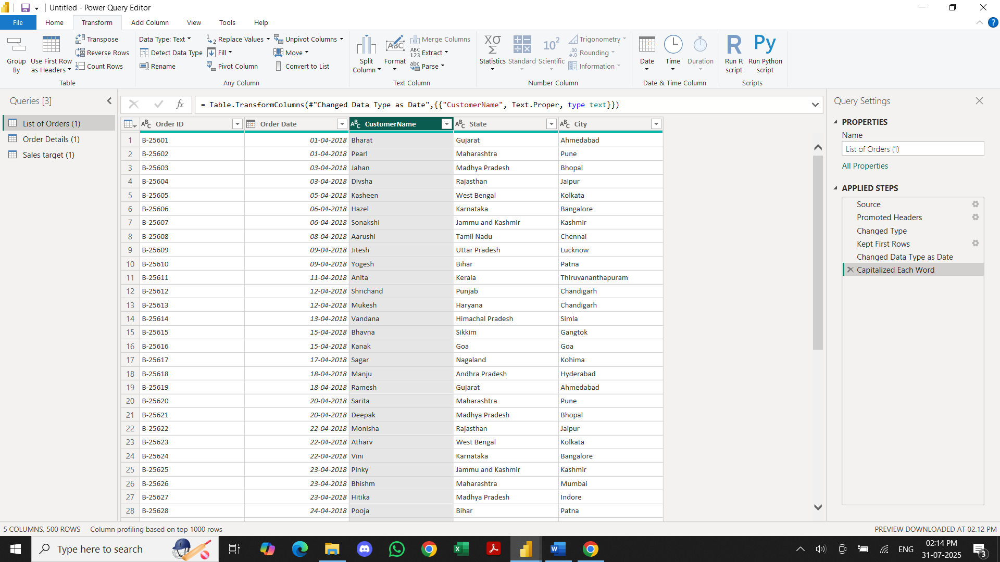 Untitled - Power Query Editor
File Home Transform Add Column View Tools Help
Group By
Use First Row as Headers
Transpose
Reverse Rows
Count Rows
Table
Data Type: Text
Detect Data Type
Rename
Replace Values
Fill
Pivot Column
Unpivot Columns
Move
Convert to List
Any Column
Split Column
Format
Merge Columns
Extract
Parse
Text Column
Statistics
Standard
Scientific
Trigonometry
Rounding
Information
Number Column
Date
Time
Duration
Date & Time Column
Run R script
Run Python script
Scripts
Queries [3]
List of Orders (1)
Order Details (1)
Sales target (1)
= Table.TransformColumns(#"Changed Data Type as Date",{{"CustomerName", Text.Proper, type text}})
Order ID Order Date CustomerName State City
1 B-25601 01-04-2018 Bharat Gujarat Ahmedabad
2 B-25602 01-04-2018 Pearl Maharashtra Pune
3 B-25603 03-04-2018 Jahan Madhya Pradesh Bhopal
4 B-25604 03-04-2018 Divsha Rajasthan Jaipur
5 B-25605 05-04-2018 Kasheen West Bengal Kolkata
6 B-25606 06-04-2018 Hazel Karnataka Bangalore
7 B-25607 06-04-2018 Sonakshi Jammu and Kashmir Kashmir
8 B-25608 08-04-2018 Aarushi Tamil Nadu Chennai
9 B-25609 09-04-2018 Jitesh Uttar Pradesh Lucknow
10 B-25610 09-04-2018 Yogesh Bihar Patna
11 B-25611 11-04-2018 Anita Kerala Thiruvananthapuram
12 B-25612 12-04-2018 Shrichand Punjab Chandigarh
13 B-25613 12-04-2018 Mukesh Haryana Chandigarh
14 B-25614 13-04-2018 Vandana Himachal Pradesh Simla
15 B-25615 15-04-2018 Bhavna Sikkim Gangtok
16 B-25616 15-04-2018 Kanak Goa Goa
17 B-25617 17-04-2018 Sagar Nagaland Kohima
18 B-25618 18-04-2018 Manju Andhra Pradesh Hyderabad
19 B-25619 18-04-2018 Ramesh Gujarat Ahmedabad
20 B-25620 20-04-2018 Sarita Maharashtra Pune
21 B-25621 20-04-2018 Deepak Madhya Pradesh Bhopal
22 B-25622 22-04-2018 Monisha Rajasthan Jaipur
23 B-25623 22-04-2018 Atharv West Bengal Kolkata
24 B-25624 22-04-2018 Vini Karnataka Bangalore
25 B-25625 23-04-2018 Pinky Jammu and Kashmir Kashmir
26 B-25626 23-04-2018 Bhishm Maharashtra Mumbai
27 B-25627 23-04-2018 Hitika Madhya Pradesh Indore
28 B-25628 24-04-2018 Pooja Bihar Patna
Query Settings
PROPERTIES
Name
List of Orders (1)
All Properties
APPLIED STEPS
Source
Promoted Headers
Changed Type
Kept First Rows
Changed Data Type as Date
Capitalized Each Word
5 COLUMNS, 500 ROWS Column profiling based on top 1000 rows
PREVIEW DOWNLOADED AT 02.12 PM
Type here to search
ENG
02:14 PM
31-07-2025
3